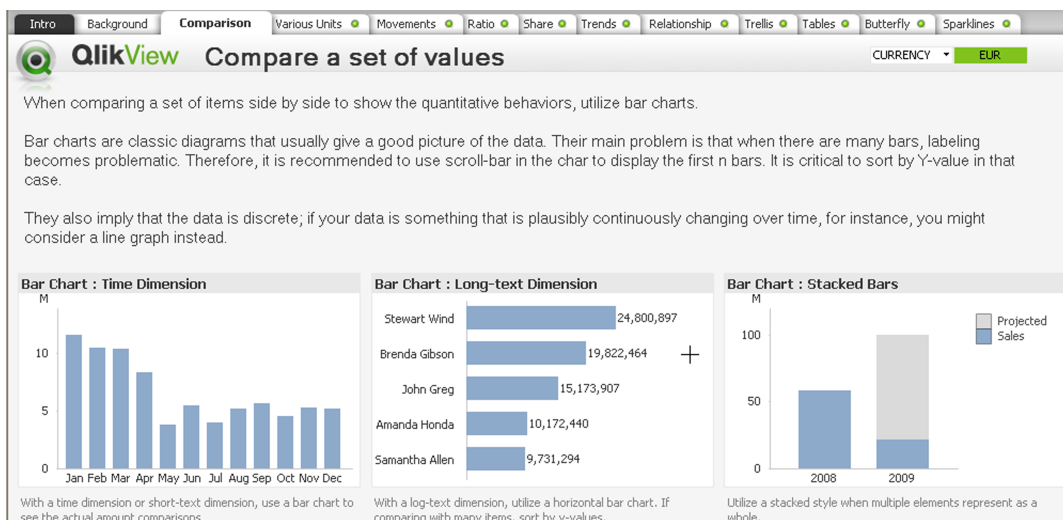 Intro Background Comparison Various Units Movements Ratio Share Trends Relationship Trellis Tables Butterfly Sparklines
QlikView Compare a set of values CURRENCY EUR
When comparing a set of items side by side to show the quantitative behaviors, utilize bar charts.
Bar charts are classic diagrams that usually give a good picture of the data. Their main problem is that when there are many bars, labeling
becomes problematic. Therefore, it is recommended to use scroll-bar in the char to display the first n bars. It is critical to sort by Y-value in that
case.
They also imply that the data is discrete; if your data is something that is plausibly continuously changing over time, for instance, you might
consider a line graph instead.
Bar Chart : Time Dimension
M
10
5
0
Jan Feb Mar Apr May Jun Jul Aug Sep Oct Nov Dec
With a time dimension or short-text dimension, use a bar chart to
see the actual amount comparisons.
Bar Chart : Long-text Dimension
Stewart Wind 24,800,897
Brenda Gibson 19,822,464
John Greg 15,173,907
Amanda Honda 10,172,440
Samantha Allen 9,731,294
With a log-text dimension, utilize a horizontal bar chart. If
comparing with many items, sort by y-values.
Bar Chart : Stacked Bars
M
100
50
0
2008 2009
Projected
Sales
Utilize a stacked style when multiple elements represent as a
whole.